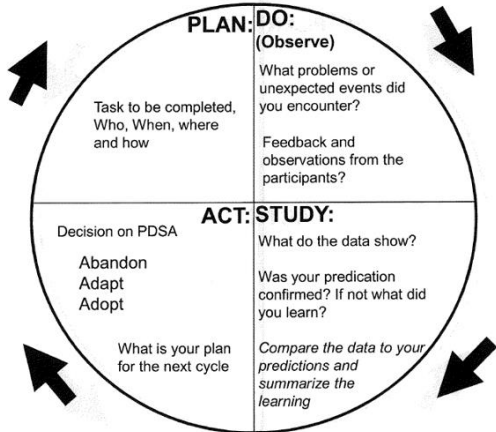 PLAN:
Task to be completed,
Who, When, where
and how
DO:
(Observe)
What problems or
unexpected events did
you encounter?
Feedback and
observations from the
participants?
ACT:
Decision on PDSA
Abandon
Adapt
Adopt
What is your plan
for the next cycle
STUDY:
What do the data show?
Was your predication
confirmed? If not what did
you learn?
Compare the data to your
predictions and
summarize the
learning